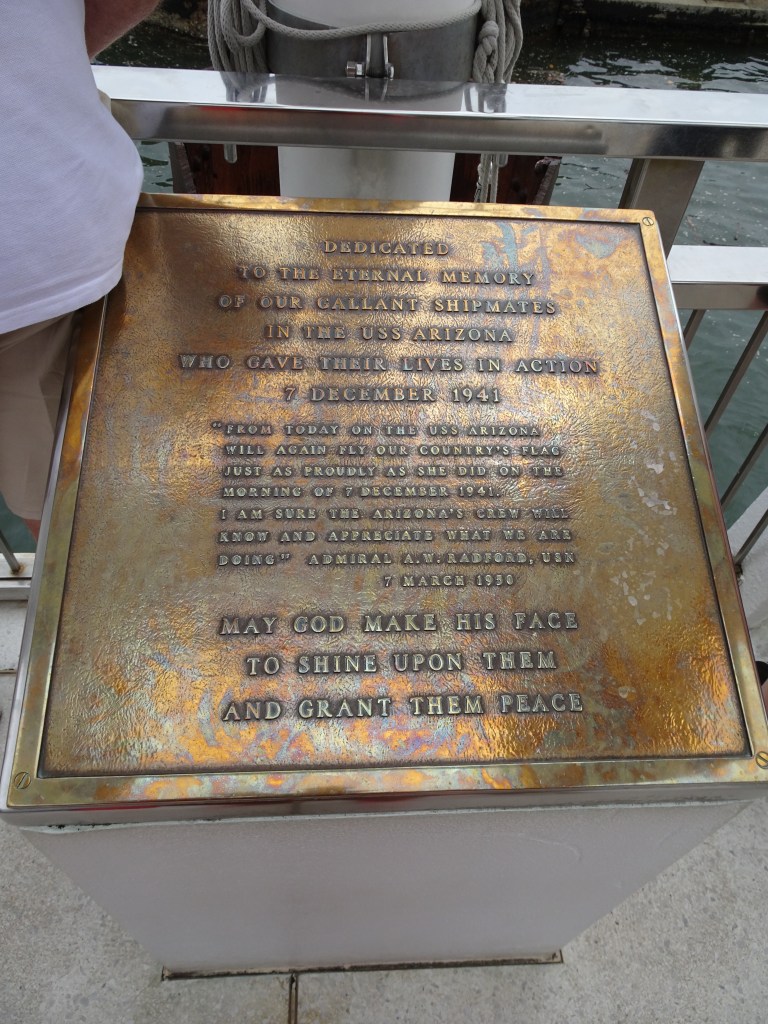 DEDICATED
TO THE ETERNAL MEMORY
OF OUR GALLANT SHIPMATES
IN THE USS ARIZONA
WHO GAVE THEIR LIVES IN ACTION
7 DECEMBER 1941
"FROM TODAY ON THE USS ARIZONA
WILL AGAIN FLY OUR COUNTRY'S FLAG
JUST AS PROUDLY AS SHE DID ON THE
MORNING OF 7 DECEMBER 1941.
I AM SURE THE ARIZONA'S CREW WILL
KNOW AND APPRECIATE WHAT WE ARE
DOING" ADMIRAL A.W. RADFORD, USN
7 MARCH 1950
MAY GOD MAKE HIS FACE
TO SHINE UPON THEM
AND GRANT THEM PEACE